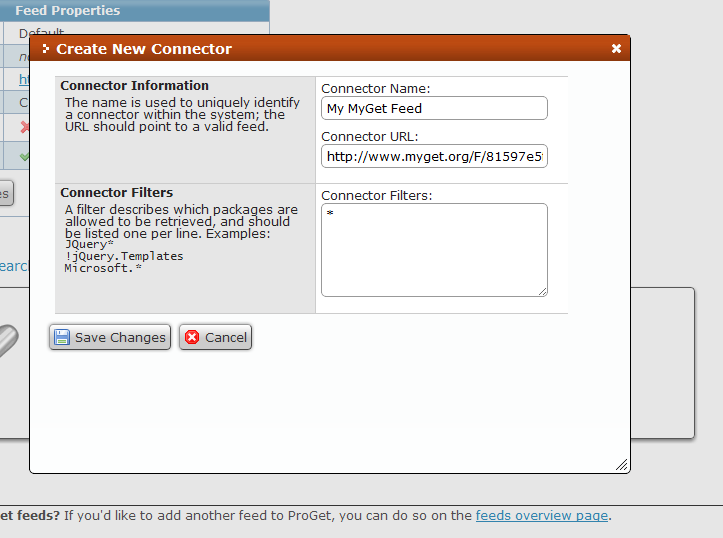 Feed Properties
Default
Create New Connector
Connector Information
The name is used to uniquely identify
a connector within the system; the
URL should point to a valid feed.
Connector Name:
My MyGet Feed
Connector URL:
http://www.myget.org/F/81597e5
Connector Filters
A filter describes which packages are
allowed to be retrieved, and should
be listed one per line. Examples:
JQuery*
!jQuery.Templates
Microsoft.*
Connector Filters:
*
Save Changes
Cancel
et feeds? If you'd like to add another feed to ProGet, you can do so on the feeds overview page.